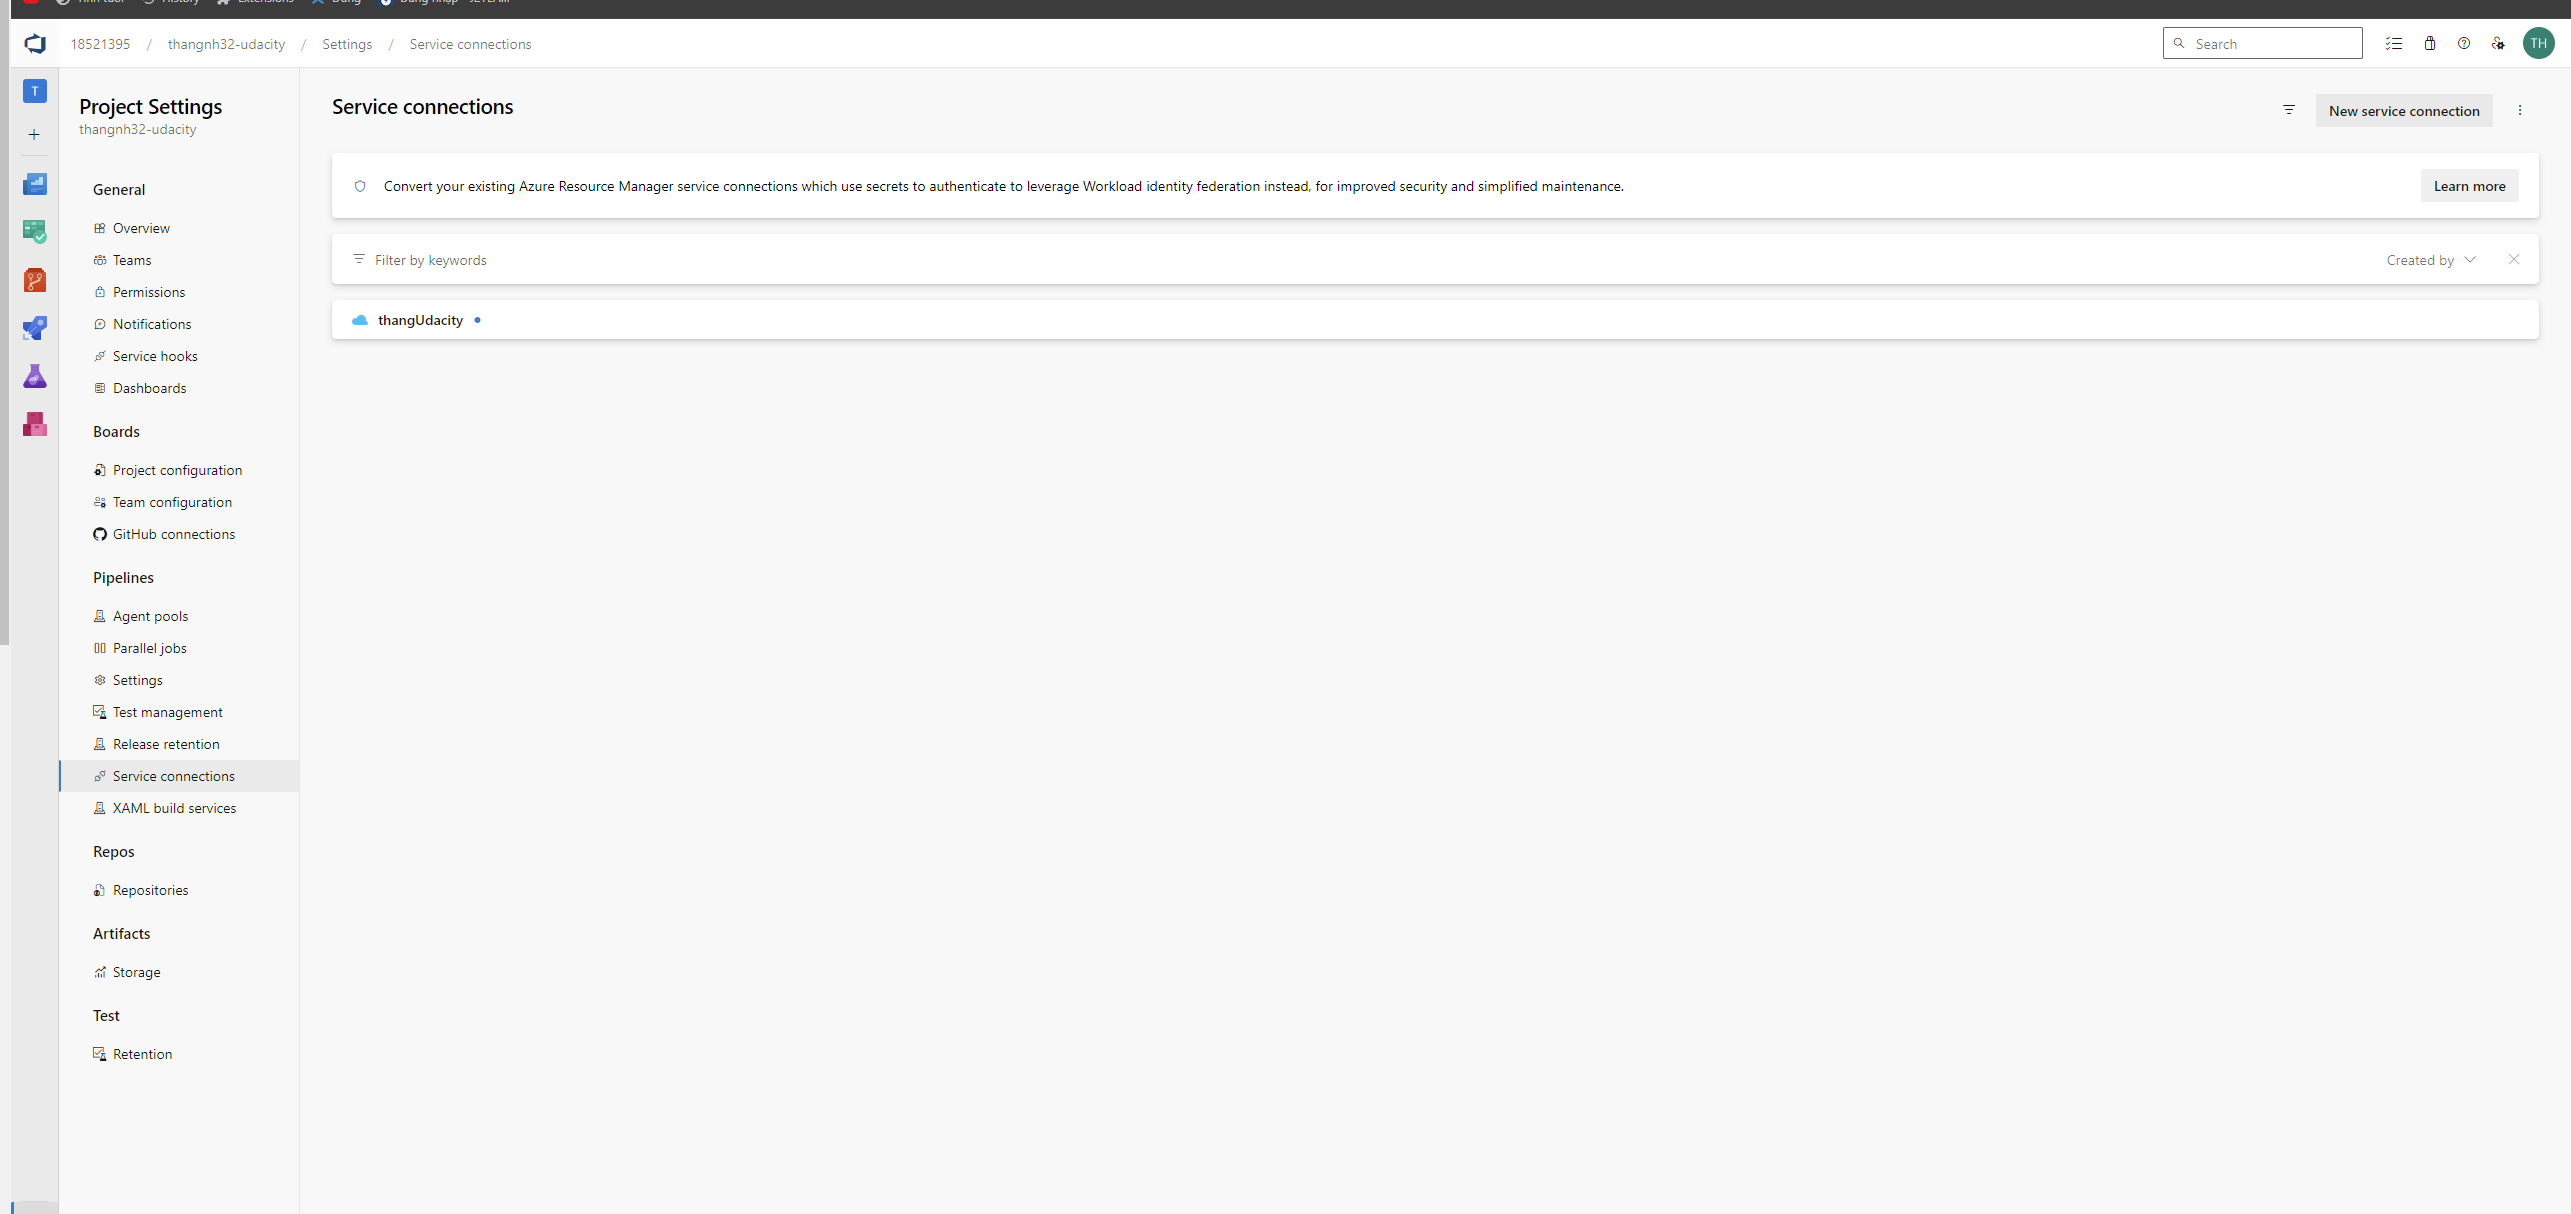 History
Extensions
18521395 / thangnh32-udacity / Settings / Service connections
Search
TH
T
Project Settings
thangnh32-udacity
General
Overview
Teams
Permissions
Notifications
Service hooks
Dashboards
Boards
Project configuration
Team configuration
GitHub connections
Pipelines
Agent pools
Parallel jobs
Settings
Test management
Release retention
Service connections
XAML build services
Repos
Repositories
Artifacts
Storage
Test
Retention
Service connections
New service connection
Convert your existing Azure Resource Manager service connections which use secrets to authenticate to leverage Workload identity federation instead, for improved security and simplified maintenance.
Learn more
Filter by keywords
Created by
thangUdacity